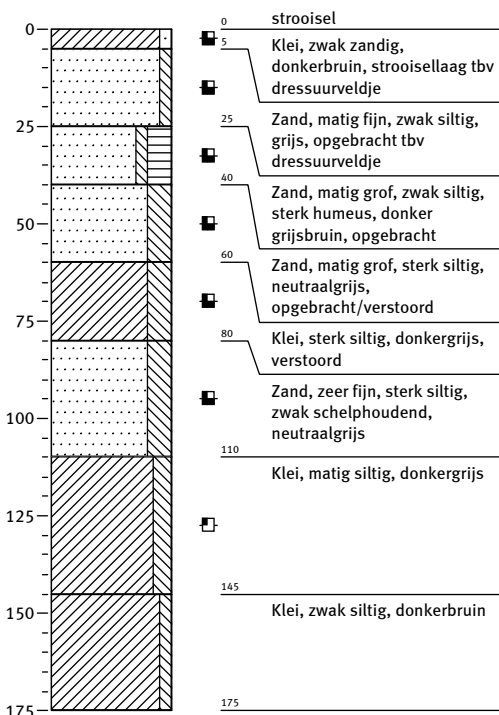 0
strooisel
0
5
Klei, zwak zandig,
donkerbruin, strooisellaag tbv
dressuurveldje
25
25
Zand, matig fijn, zwak siltig,
grijs, opgebracht tbv
dressuurveldje
40
Zand, matig grof, zwak siltig,
sterk humeus, donker
grijsbruin, opgebracht
50
60
Zand, matig grof, sterk siltig,
neutraalgrijs,
opgebracht/verstoord
75
80
Klei, sterk siltig, donkergrijs,
verstoord
Zand, zeer fijn, sterk siltig,
zwak schelphoudend,
neutraalgrijs
100
110
Klei, matig siltig, donkergrijs
125
145
Klei, zwak siltig, donkerbruin
150
175
175